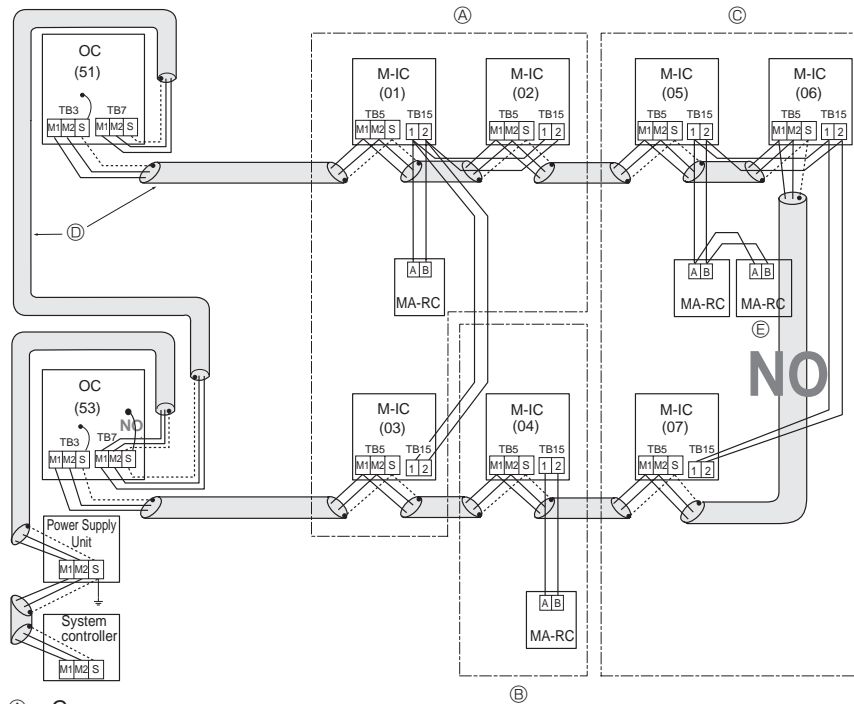 Ⓐ
Ⓒ
OC
(51)
TB3
TB7
M1 M2 S
M1 M2 S
M-IC
(01)
TB5
TB15
M1 M2 S
1 2
M-IC
(02)
TB5
TB15
M1 M2 S
1 2
M-IC
(05)
TB5
TB15
M1 M2 S
1 2
M-IC
(06)
TB5
TB15
M1 M2 S
1 2
Ⓓ
A B
MA-RC
A B
MA-RC
A B
MA-RC
Ⓔ
NO
OC
(53)
NO
TB3
TB7
M1 M2 S
M1 M2 S
M-IC
(03)
TB5
TB15
M1 M2 S
1 2
M-IC
(04)
TB5
TB15
M1 M2 S
1 2
M-IC
(07)
TB5
TB15
M1 M2 S
1 2
Power Supply
Unit
M1 M2 S
System
controller
M1 M2 S
A B
MA-RC
Ⓑ